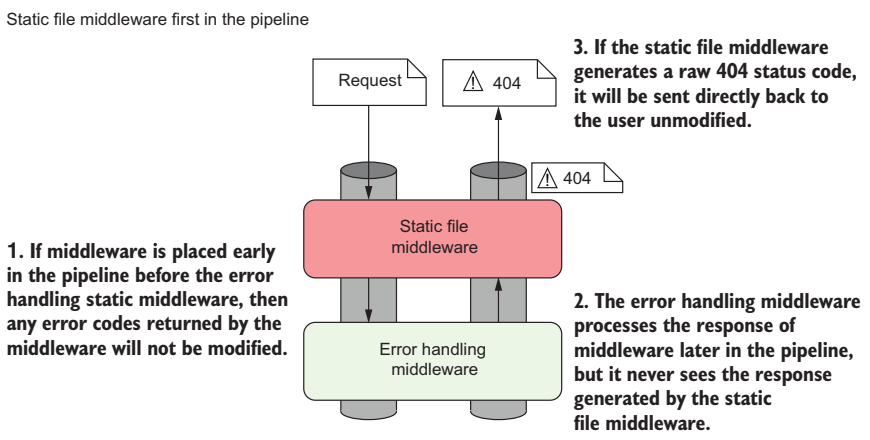 Static file middleware first in the pipeline
Request
404
3. If the static file middleware
generates a raw 404 status code,
it will be sent directly back to
the user unmodified.
404
Static file
middleware
1. If middleware is placed early
in the pipeline before the error
handling static middleware, then
any error codes returned by the
middleware will not be modified.
Error handling
middleware
2. The error handling middleware
processes the response of
middleware later in the pipeline,
but it never sees the response
generated by the static
file middleware.